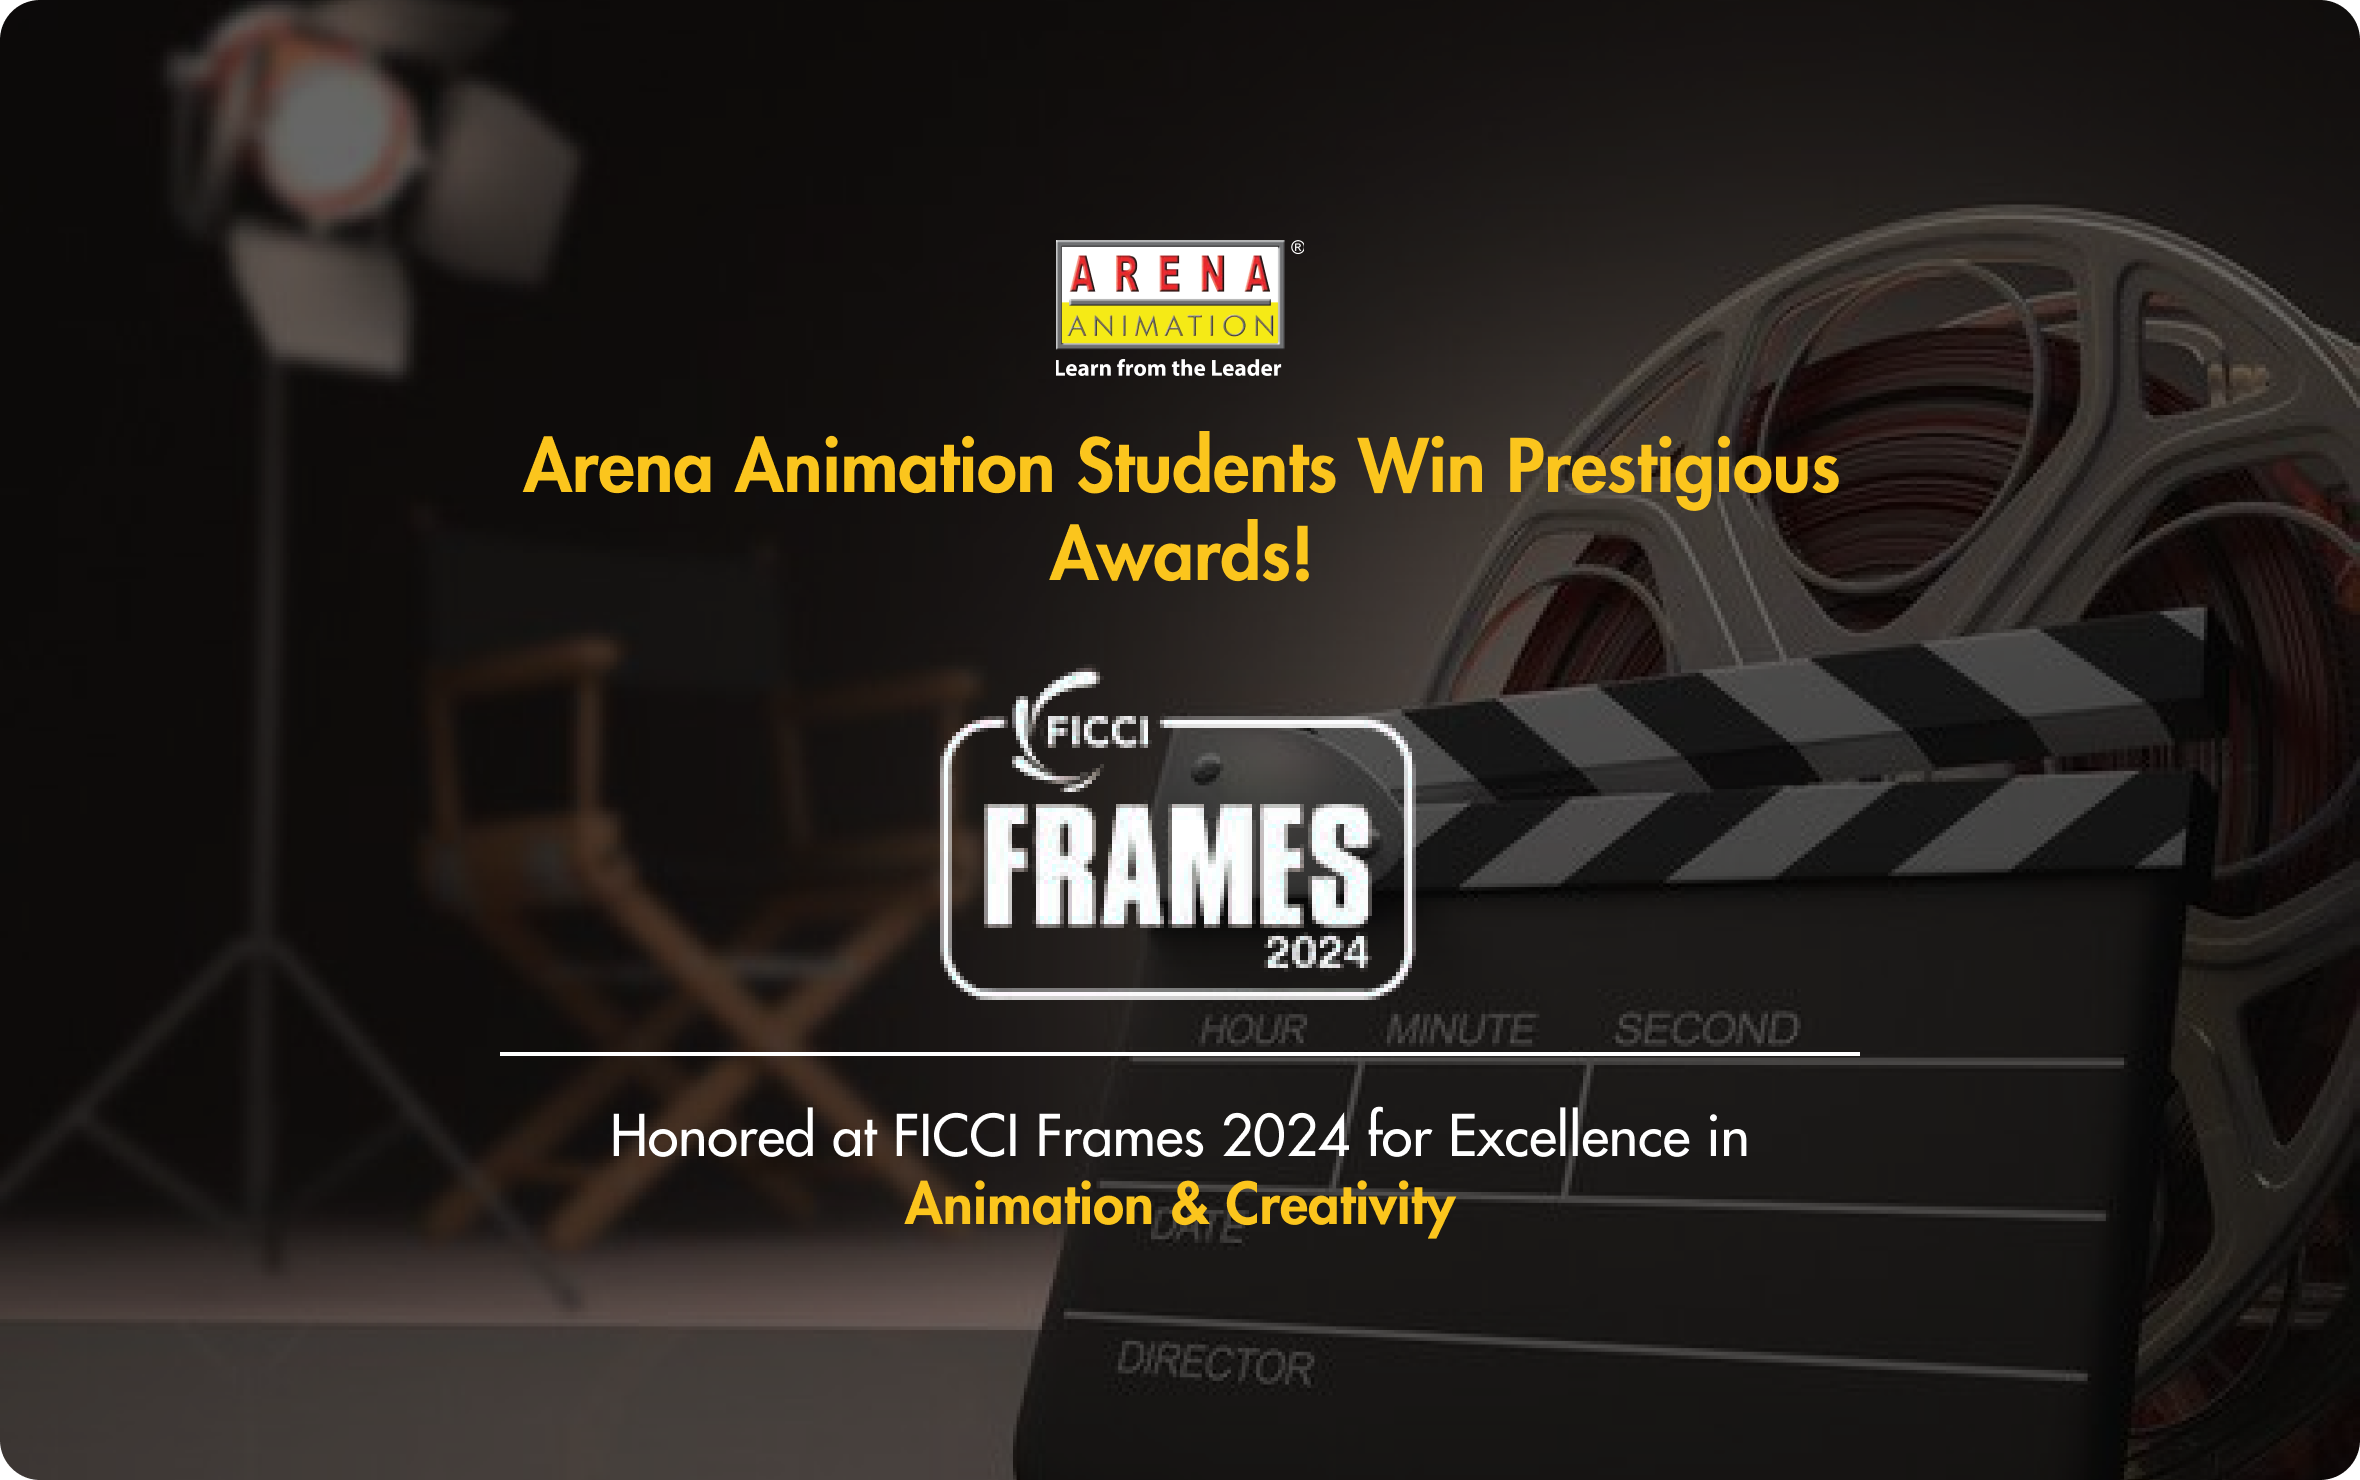 ARENA ®
ANIMATION
Learn from the Leader
Arena Animation Students Win Prestigious
Awards!
FICCI
FRAMES
2024
HOUR MINUTE SECOND
Honored at FICCI Frames 2024 for Excellence in
Animation & Creativity
DATE
DIRECTOR